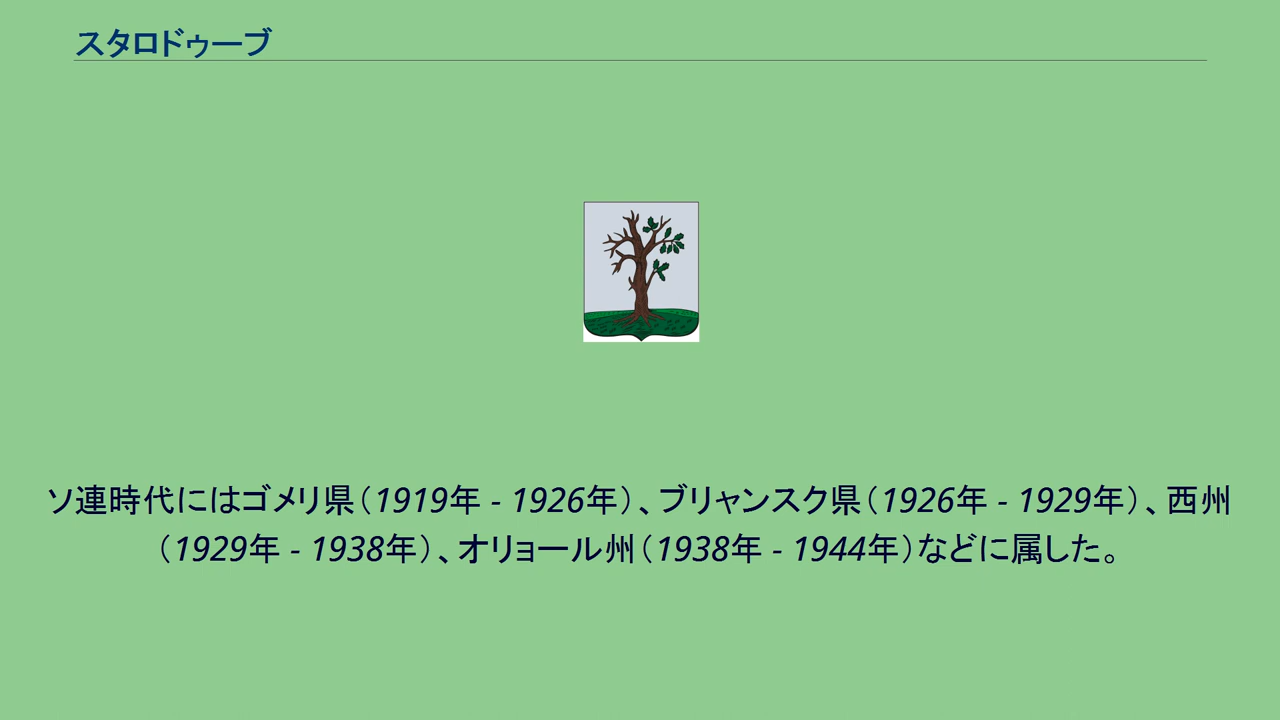 スタロドゥーブ
ソ連時代にはゴメリ県（1919年 - 1926年）、ブリャンスク県（1926年 - 1929年）、西州
（1929年 - 1938年）、オリョール州（1938年 - 1944年）などに属した。